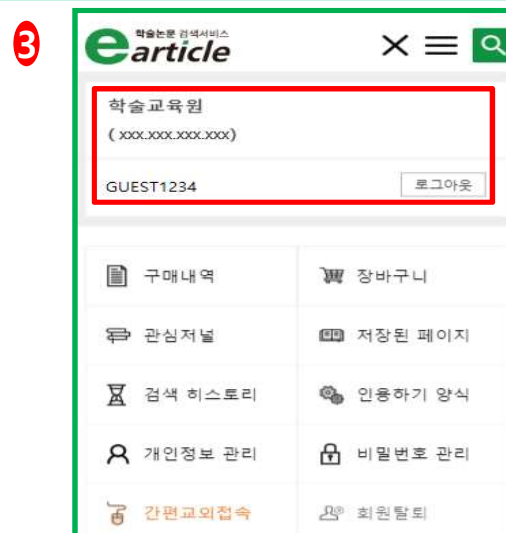 3
학술논문 검색서비스
earticle
학술교육원
( xxx.xxx.xxx.xxx)
GUEST1234
로그아웃
구매내역
장바구니
관심저널
저장된 페이지
검색 히스토리
인용하기 양식
개인정보 관리
비밀번호 관리
간편교외접속
회원탈퇴